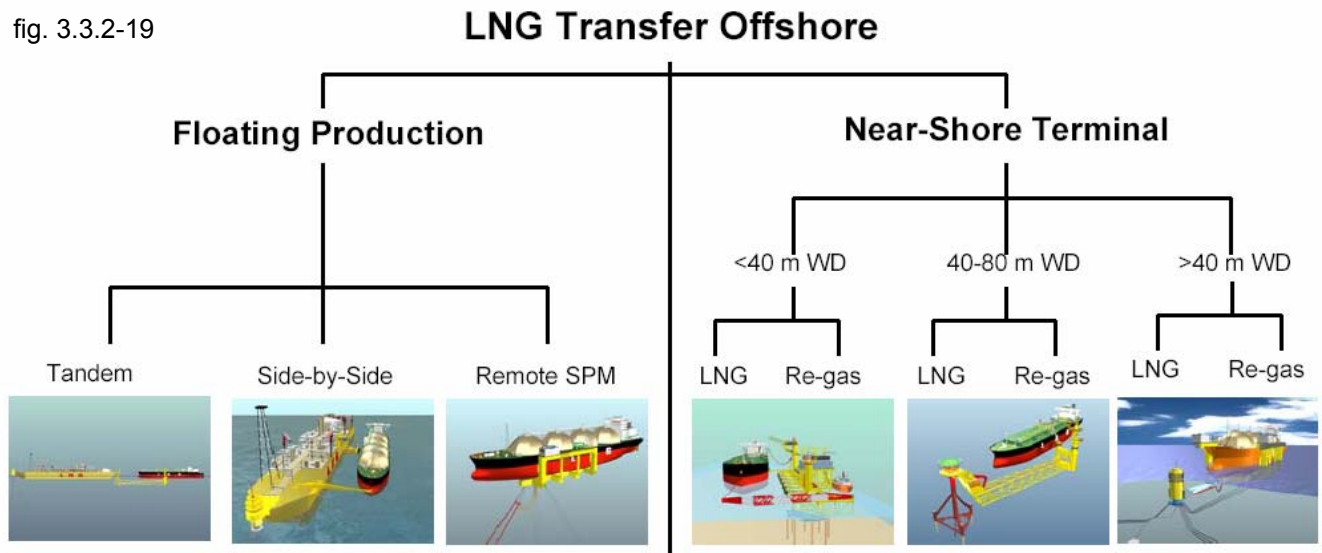 fig. 3.3.2-19
LNG Transfer Offshore
Floating Production
Near-Shore Terminal
<40 m WD
40-80 m WD
>40 m WD
Tandem
Side-by-Side
Remote SPM
LNG
Re-gas
LNG
Re-gas
LNG
Re-gas